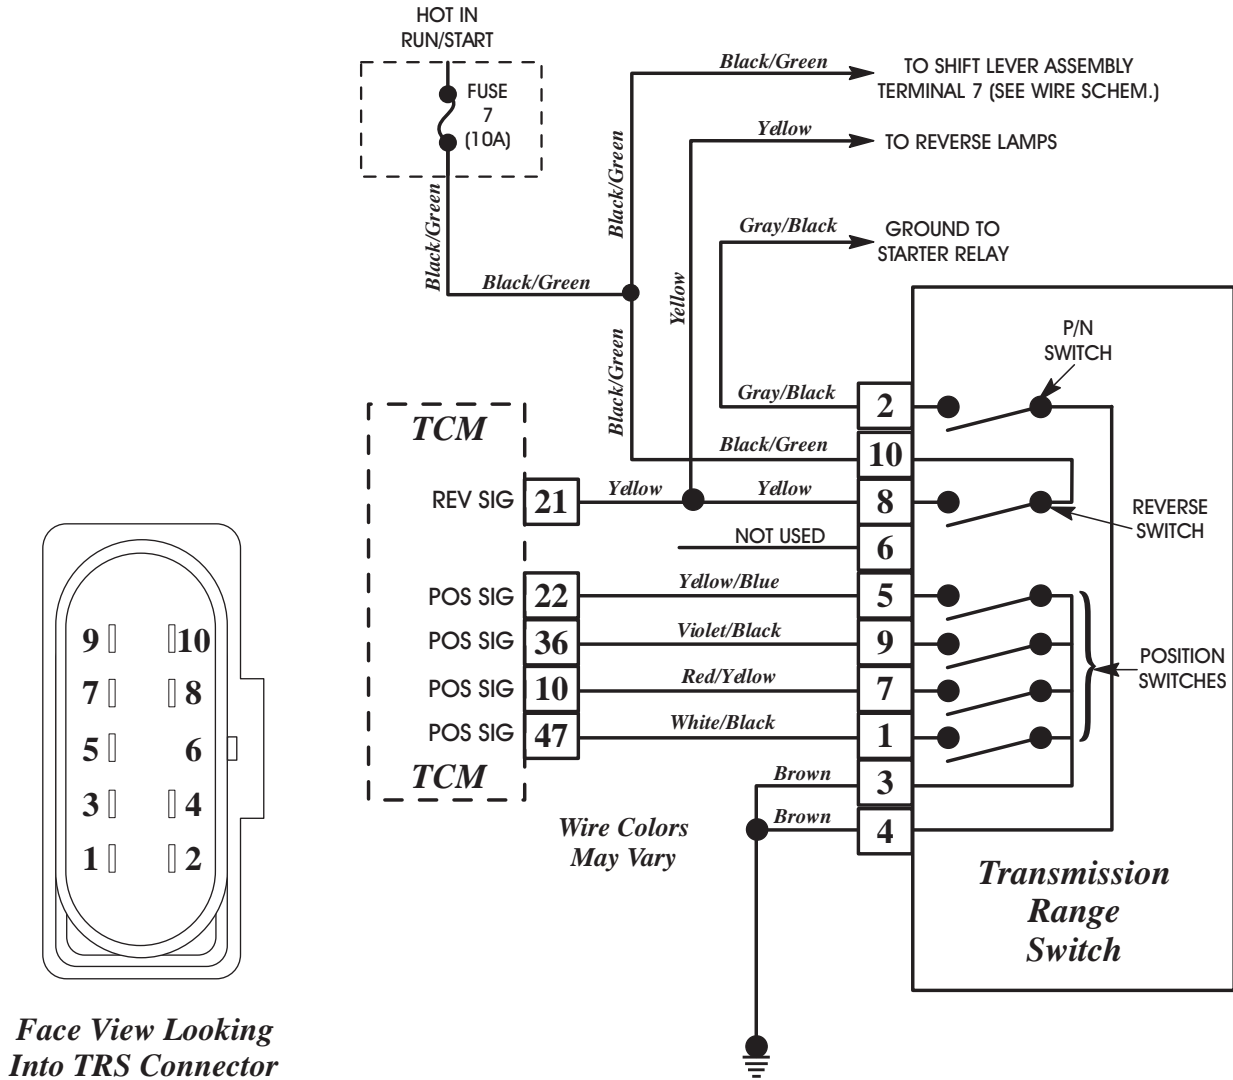 HOT IN
RUN/START
FUSE
7
(10A)
Black/Green
TO SHIFT LEVER ASSEMBLY
TERMINAL 7 (SEE WIRE SCHEM.)
Yellow
TO REVERSE LAMPS
Black/Green
Black/Green
Gray/Black
GROUND TO
STARTER RELAY
Black/Green
Yellow
P/N
SWITCH
Black/Green
Gray/Black
2
TCM
Black/Green
10
REV SIG
21
Yellow
Yellow
8
REVERSE
SWITCH
NOT USED
6
POS SIG
22
Yellow/Blue
5
POS SIG
36
Violet/Black
9
POS SIG
10
Red/Yellow
7
POSITION
SWITCHES
POS SIG
47
White/Black
1
TCM
Brown
3
Brown
4
Wire Colors
May Vary
Transmission
Range
Switch
9
10
7
8
5
6
3
4
1
2
Face View Looking
Into TRS Connector